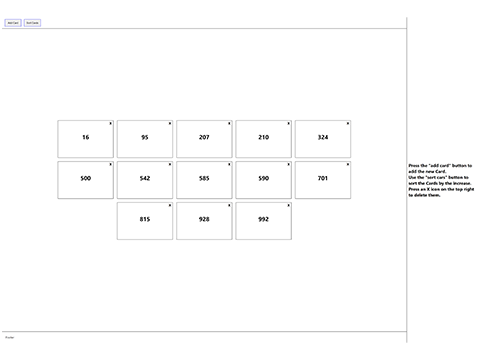 Add Card Sort Cards
X X X X X
16 95 207 210 324
X X X X X
500 542 585 590 701
X X X
815 928 992
Press the "add card" button to
add the new Card.
Use the "sort cars" button to
sort the Cards by the increase.
Press an X icon on the top right
to delete them.
Footer